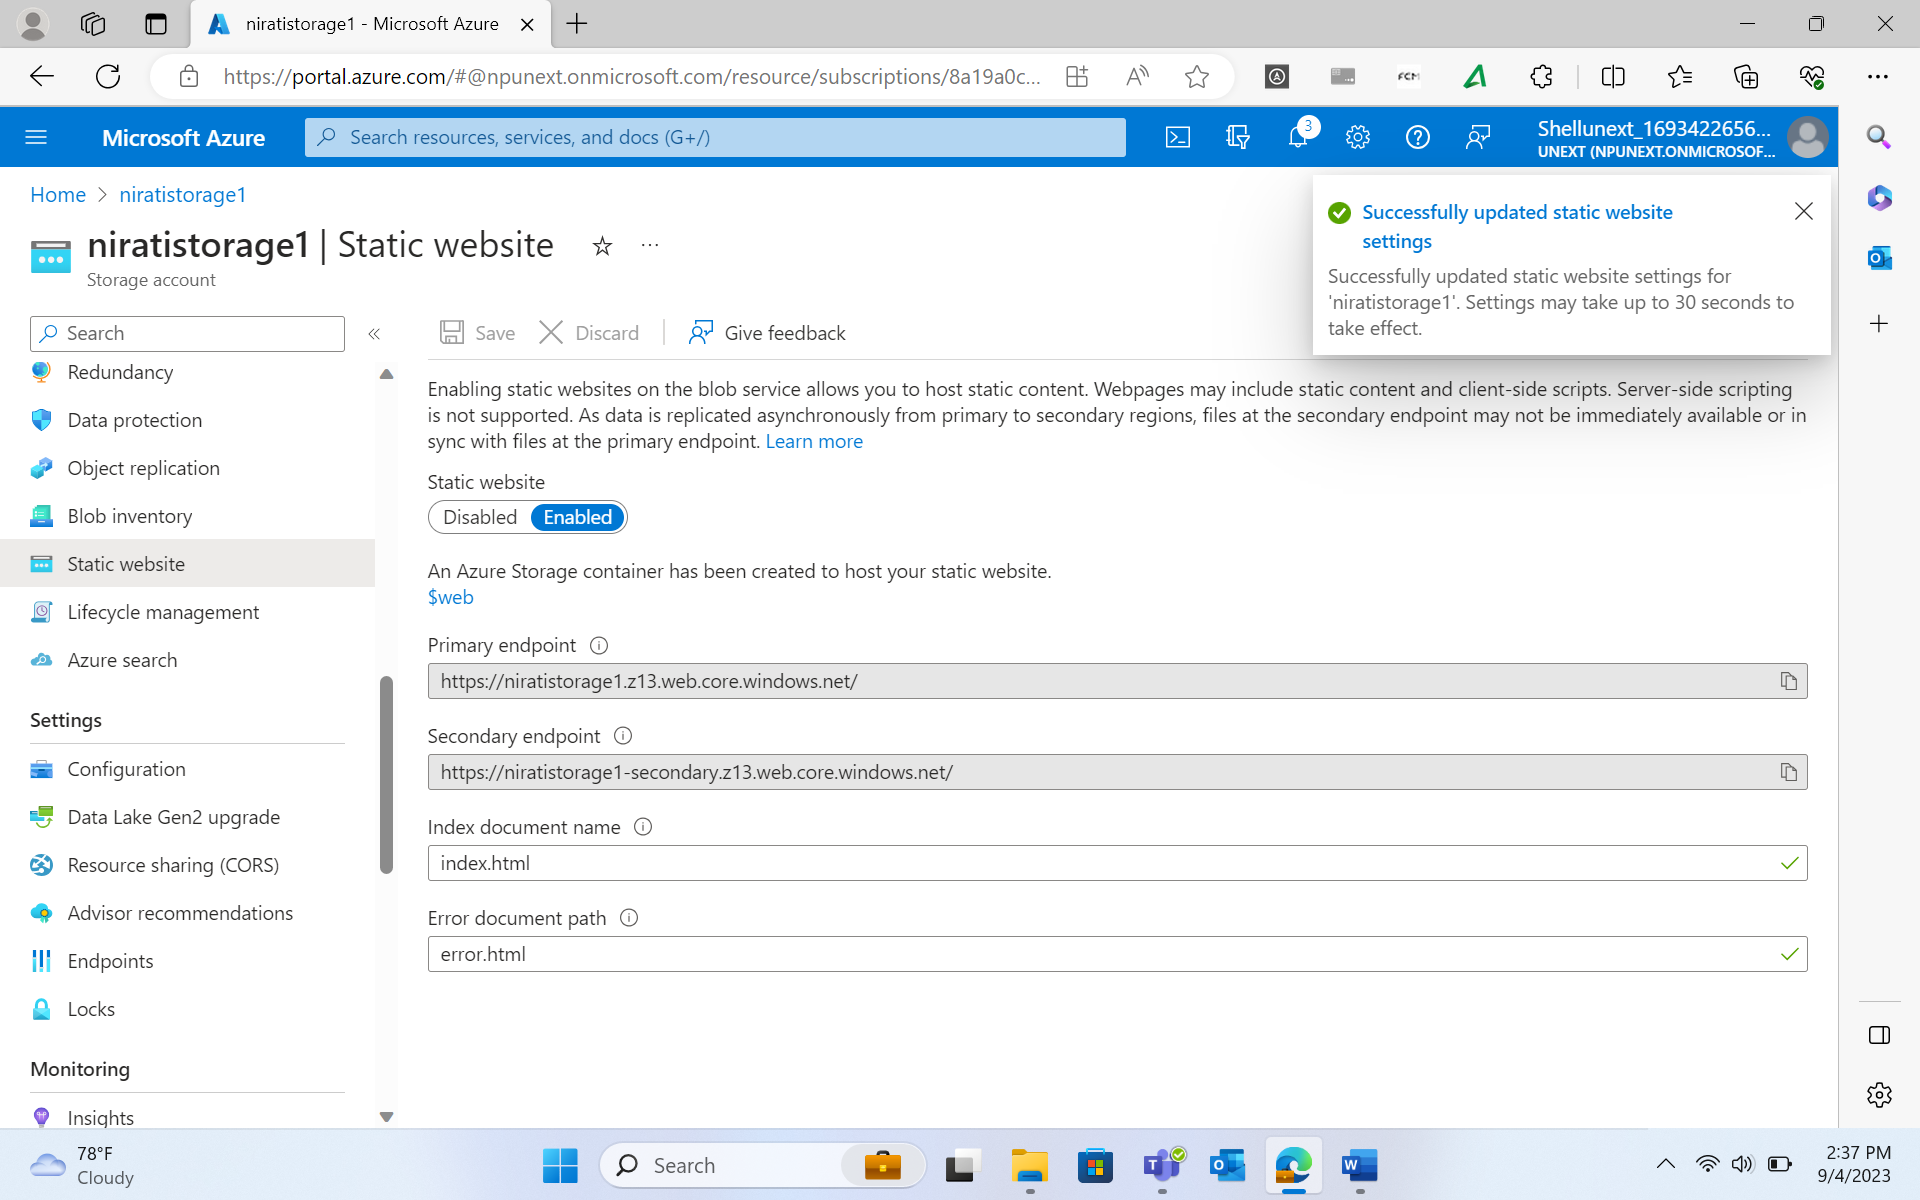 niratistorage1 - Microsoft Azure
https://portal.azure.com/#@npunext.onmicrosoft.com/resource/subscriptions/8a19a0c...
FCM
Microsoft Azure
Search resources, services, and docs (G+/)
3
Shellunext_1693422656...
UNEXT (NPUNEXT.ONMICROSOF...
Home > niratistorage1
niratistorage1 | Static website
Storage account
Successfully updated static website
settings
Successfully updated static website settings for
'niratistorage1'. Settings may take up to 30 seconds to
take effect.
Search
Redundancy
Data protection
Object replication
Blob inventory
Static website
Lifecycle management
Azure search
Settings
Configuration
Data Lake Gen2 upgrade
Resource sharing (CORS)
Advisor recommendations
Endpoints
Locks
Monitoring
Insights
Save
Discard
Give feedback
Enabling static websites on the blob service allows you to host static content. Webpages may include static content and client-side scripts. Server-side scripting
is not supported. As data is replicated asynchronously from primary to secondary regions, files at the secondary endpoint may not be immediately available or in
sync with files at the primary endpoint. Learn more
Static website
Disabled Enabled
An Azure Storage container has been created to host your static website.
$web
Primary endpoint
https://niratistorage1.z13.web.core.windows.net/
Secondary endpoint
https://niratistorage1-secondary.z13.web.core.windows.net/
Index document name
index.html
Error document path
error.html
78°F
Cloudy
Search
2:37 PM
9/4/2023